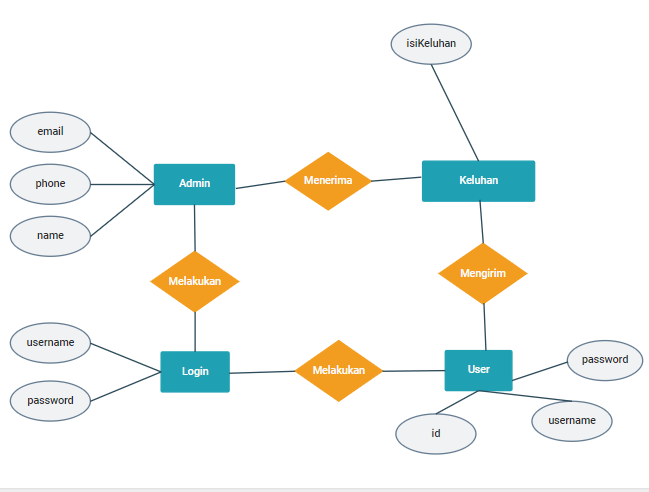 isiKeluhan
email
phone
name
Admin
Menerima
Keluhan
Melakukan
Mengirim
username
password
Login
Melakukan
User
password
id
username